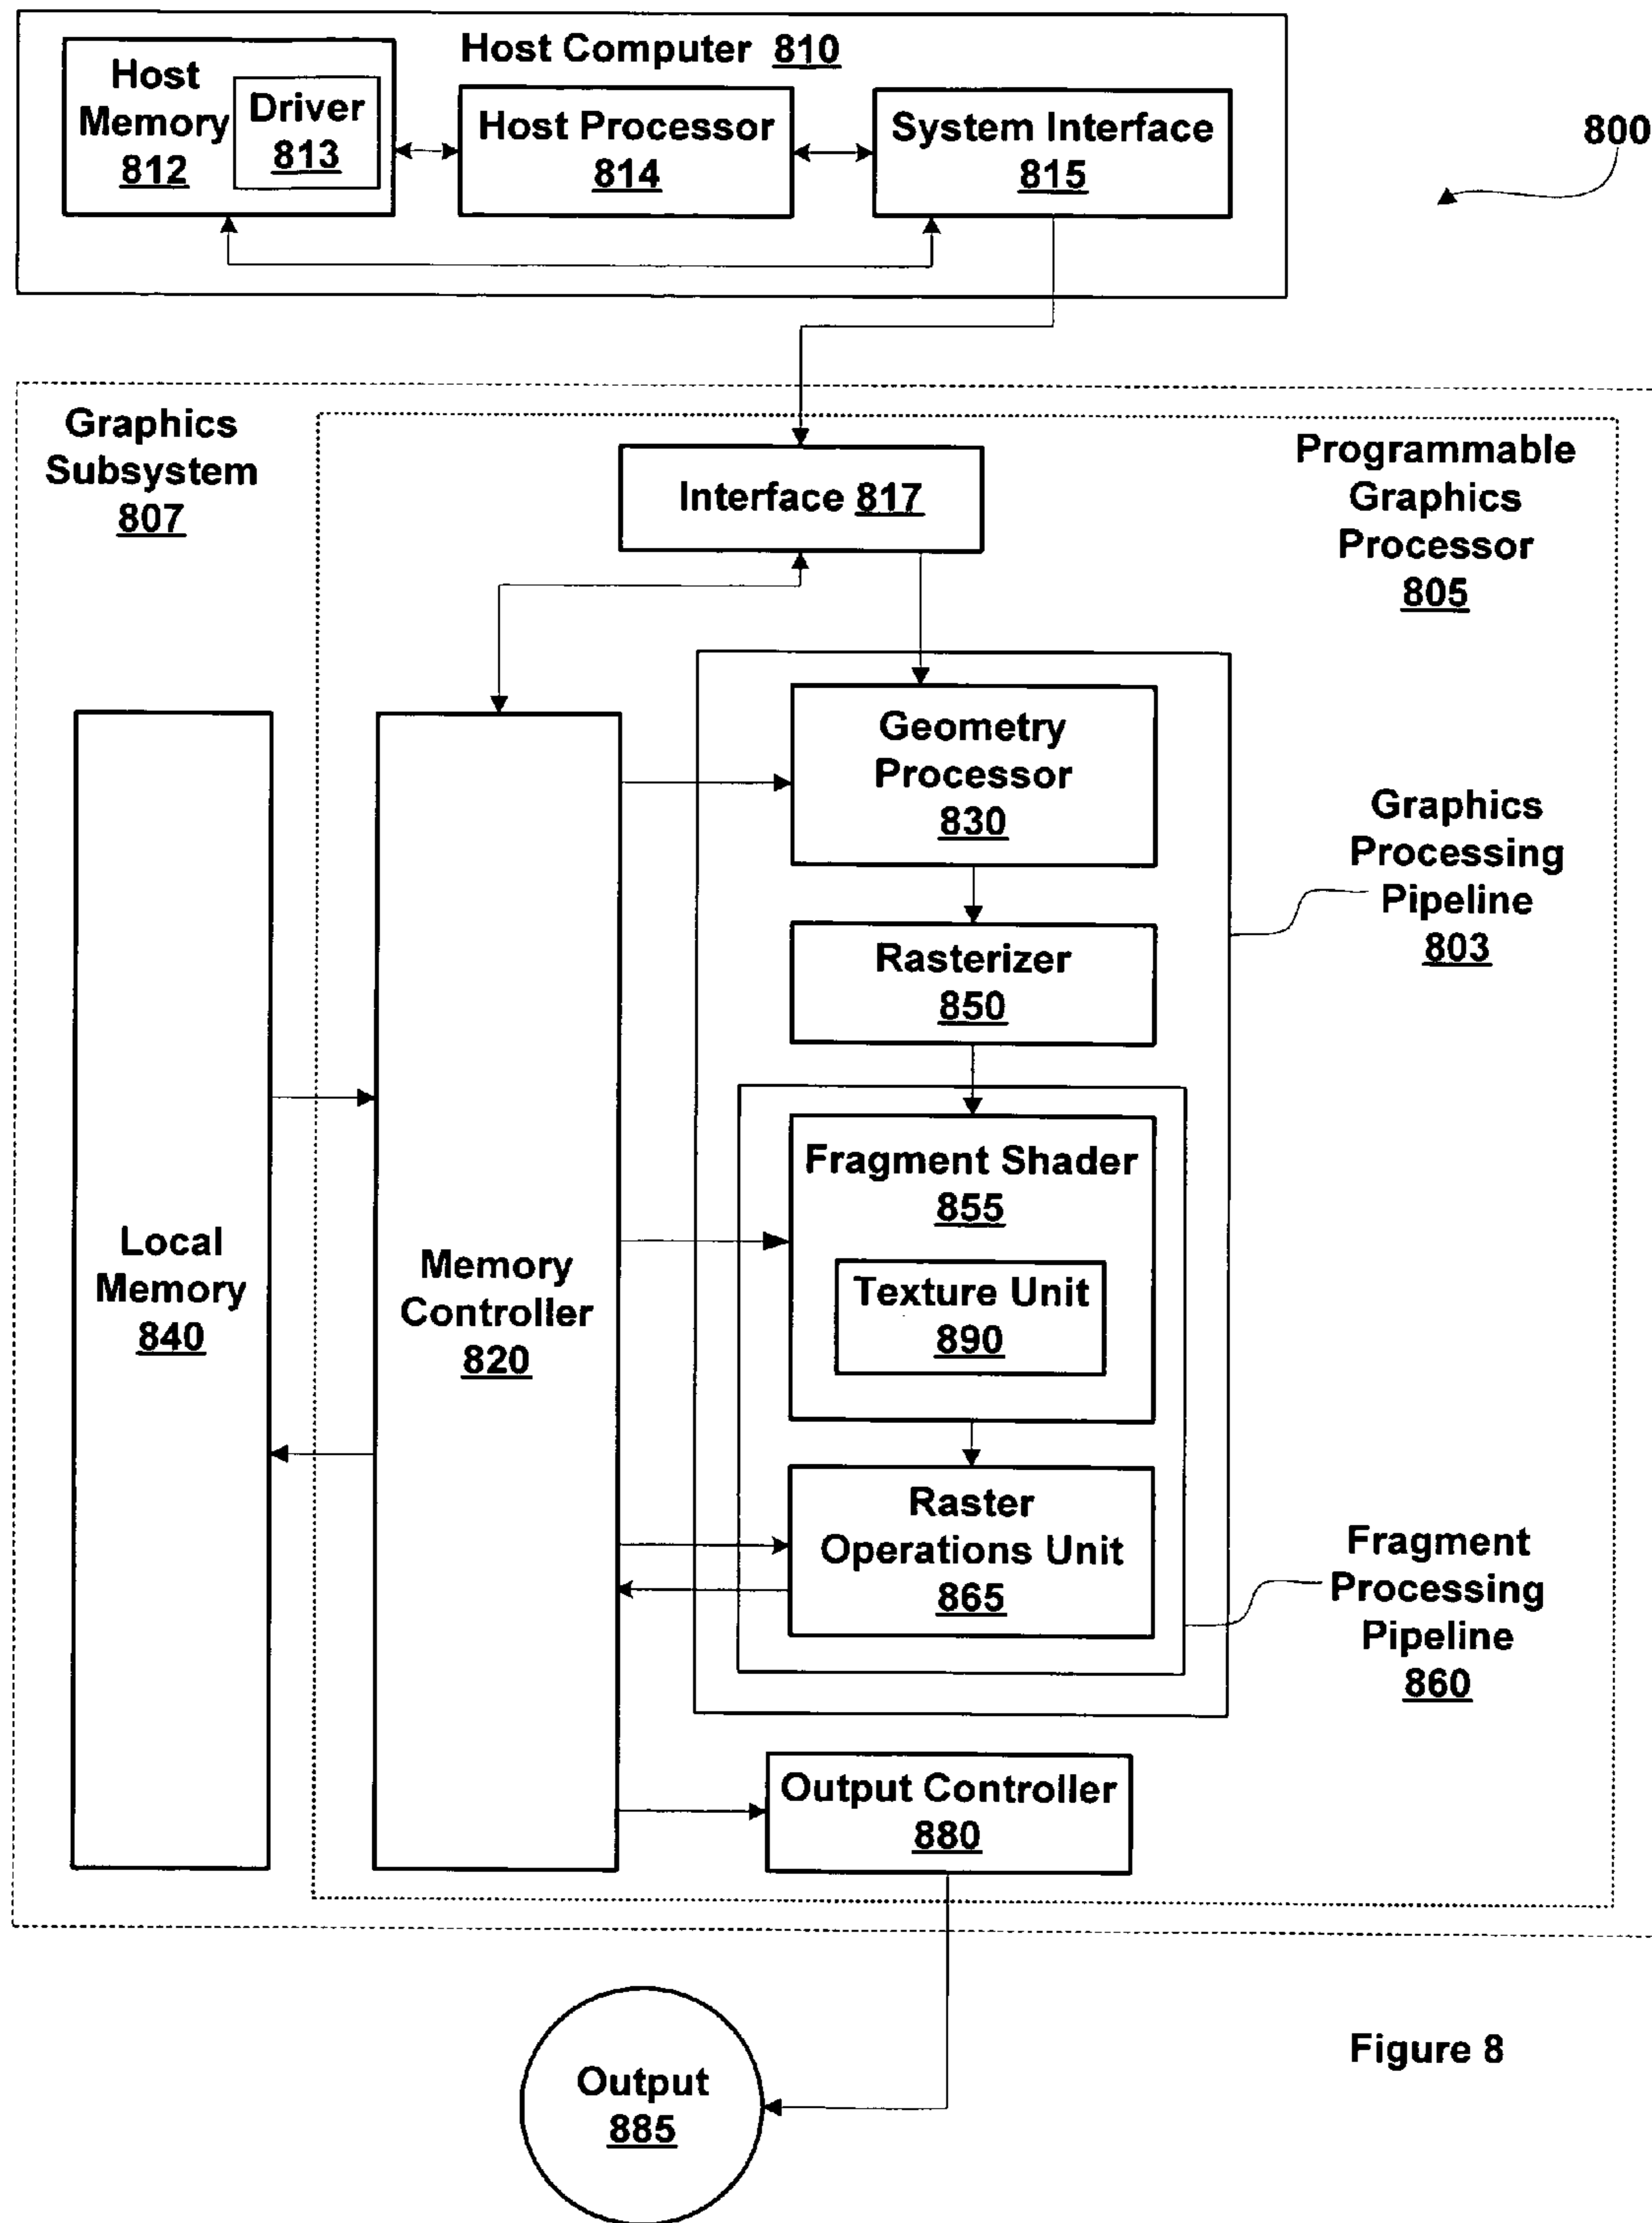 Host Computer 810
Host
Memory
812
Driver
813
Host Processor
814
System Interface
815
800
Graphics
Subsystem
807
Programmable
Graphics
Processor
805
Interface 817
Geometry
Processor
830
Graphics
Processing
Pipeline
803
Rasterizer
850
Fragment Shader
855
Texture Unit
890
Local
Memory
840
Memory
Controller
820
Raster
Operations Unit
865
Fragment
Processing
Pipeline
860
Output Controller
880
Output
885
Figure 8